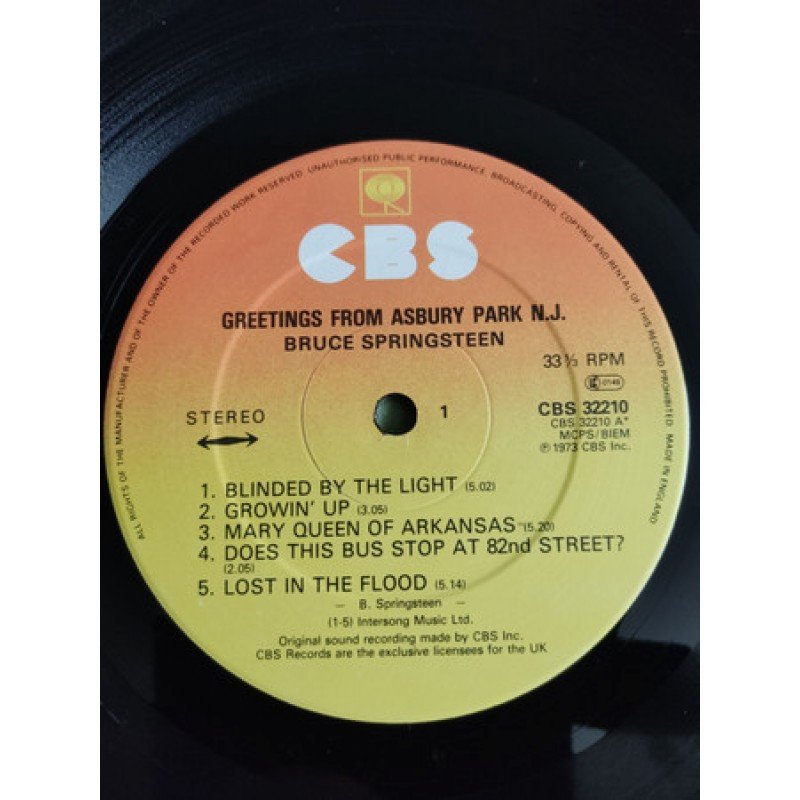 ALL RIGHTS OF THE MANUFACTURER AND OF THE OWNER OF THE RECORDED WORK RESERVED. UNAUTHORISED PUBLIC PERFORMANCE, BROADCASTING, COPYING AND RENTAL OF THIS RECORD PROHIBITED. MADE IN ENGLAND
CBS
GREETINGS FROM ASBURY PARK N.J.
BRUCE SPRINGSTEEN
33⅓ RPM
0149
STEREO
1
CBS 32210
CBS 32210 A*
MCPS/BIEM
℗ 1973 CBS Inc.
1. BLINDED BY THE LIGHT (5.02)
2. GROWIN' UP (3.05)
3. MARY QUEEN OF ARKANSAS (5.20)
4. DOES THIS BUS STOP AT 82nd STREET?
(2.05)
5. LOST IN THE FLOOD (5.14)
– B. Springsteen –
(1-5) Intersong Music Ltd.
Original sound recording made by CBS Inc.
CBS Records are the exclusive licensees for the UK